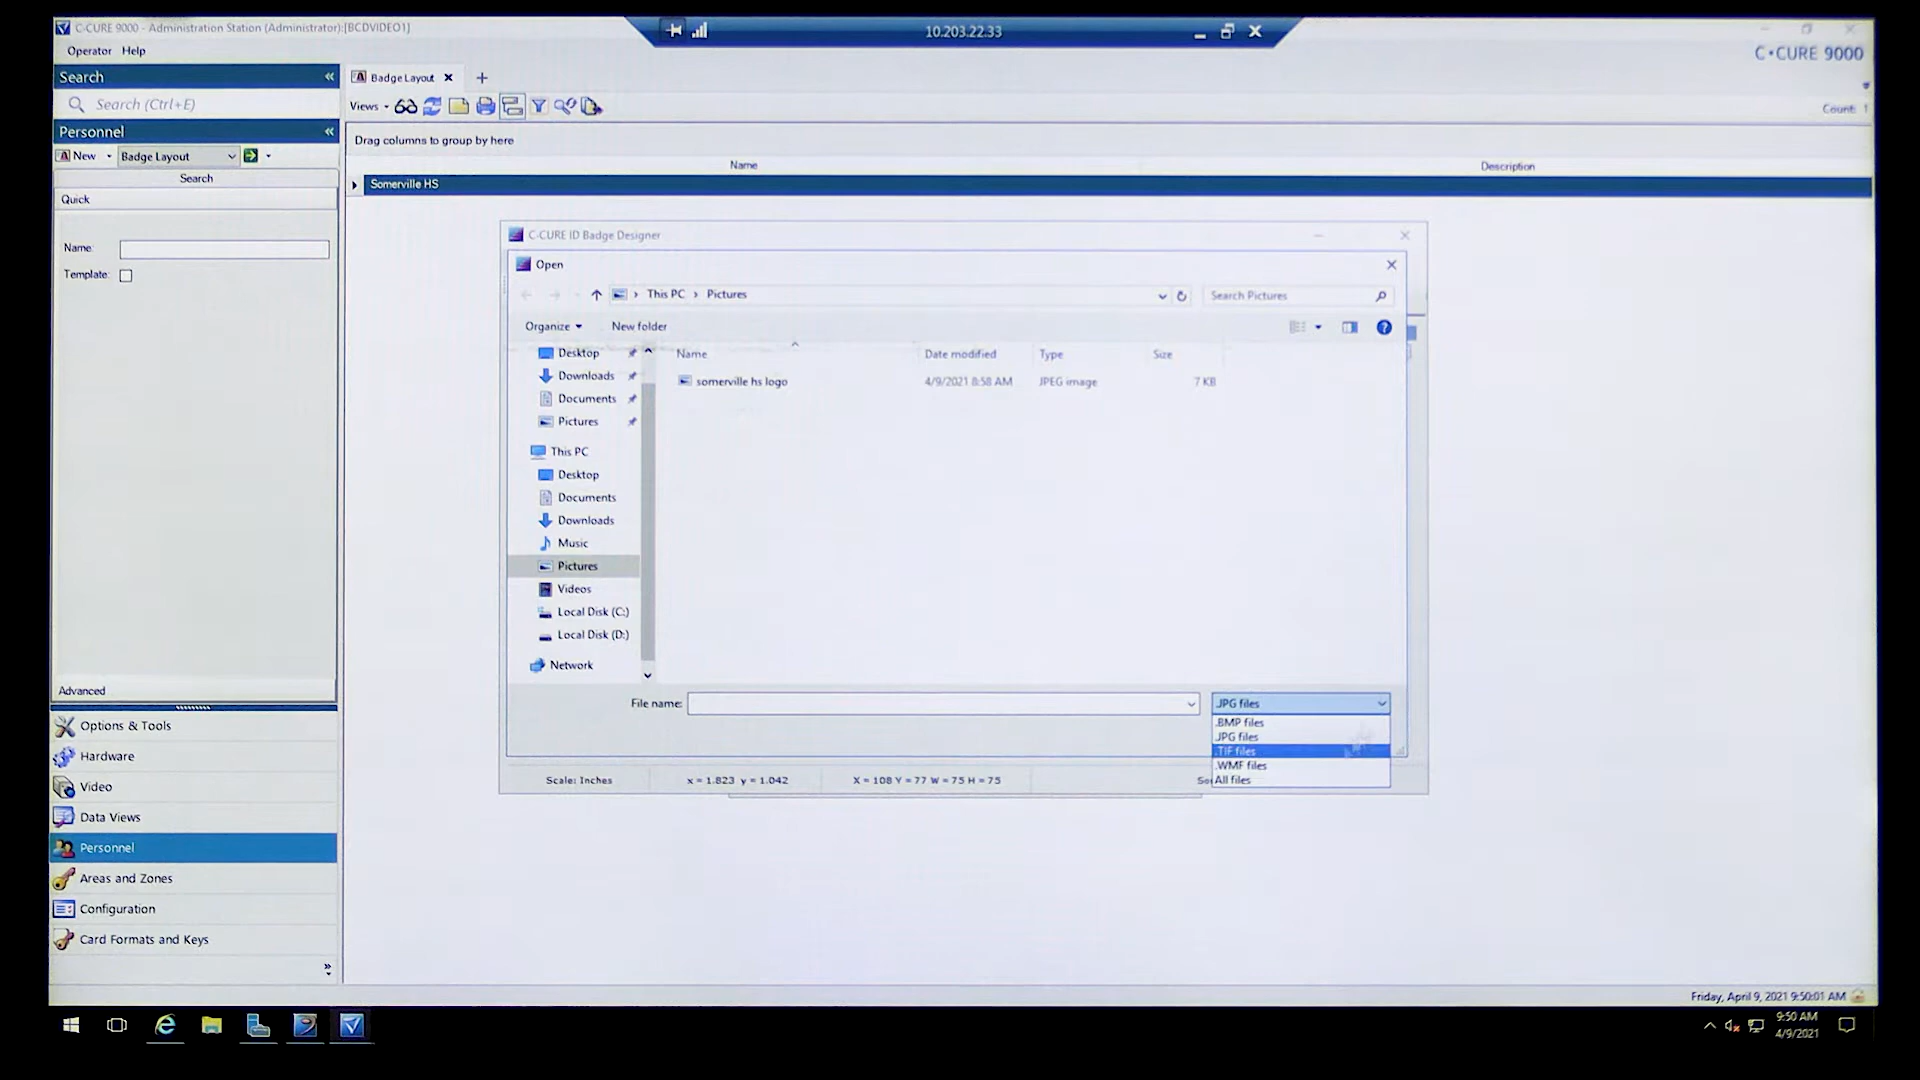 C-CURE 9000 - Administration Station (Administrator):[BCDVIDEO1]
10.203.22.33
Operator Help
C•CURE 9000
Search
Badge Layout
Search (Ctrl+E)
Views
Count: 1
Personnel
Drag columns to group by here
New
Badge Layout
Name
Description
Search
Somerville HS
Quick
Name:
Template:
C-CURE ID Badge Designer
Open
This PC > Pictures
Search Pictures
Organize
New folder
Desktop
Downloads
Documents
Pictures
This PC
Desktop
Documents
Downloads
Music
Pictures
Videos
Local Disk (C:)
Local Disk (D:)
Network
Name
Date modified
Type
Size
somerville hs logo
4/9/2021 8:58 AM
JPEG image
7 KB
File name:
.JPG files
.BMP files
.JPG files
.TIF files
.WMF files
All files
Scale: Inches
x = 1.823 y = 1.042
X = 108 Y = 77 W = 75 H = 75
Advanced
Options & Tools
Hardware
Video
Data Views
Personnel
Areas and Zones
Configuration
Card Formats and Keys
Friday, April 9, 2021 9:50:01 AM
9:50 AM
4/9/2021